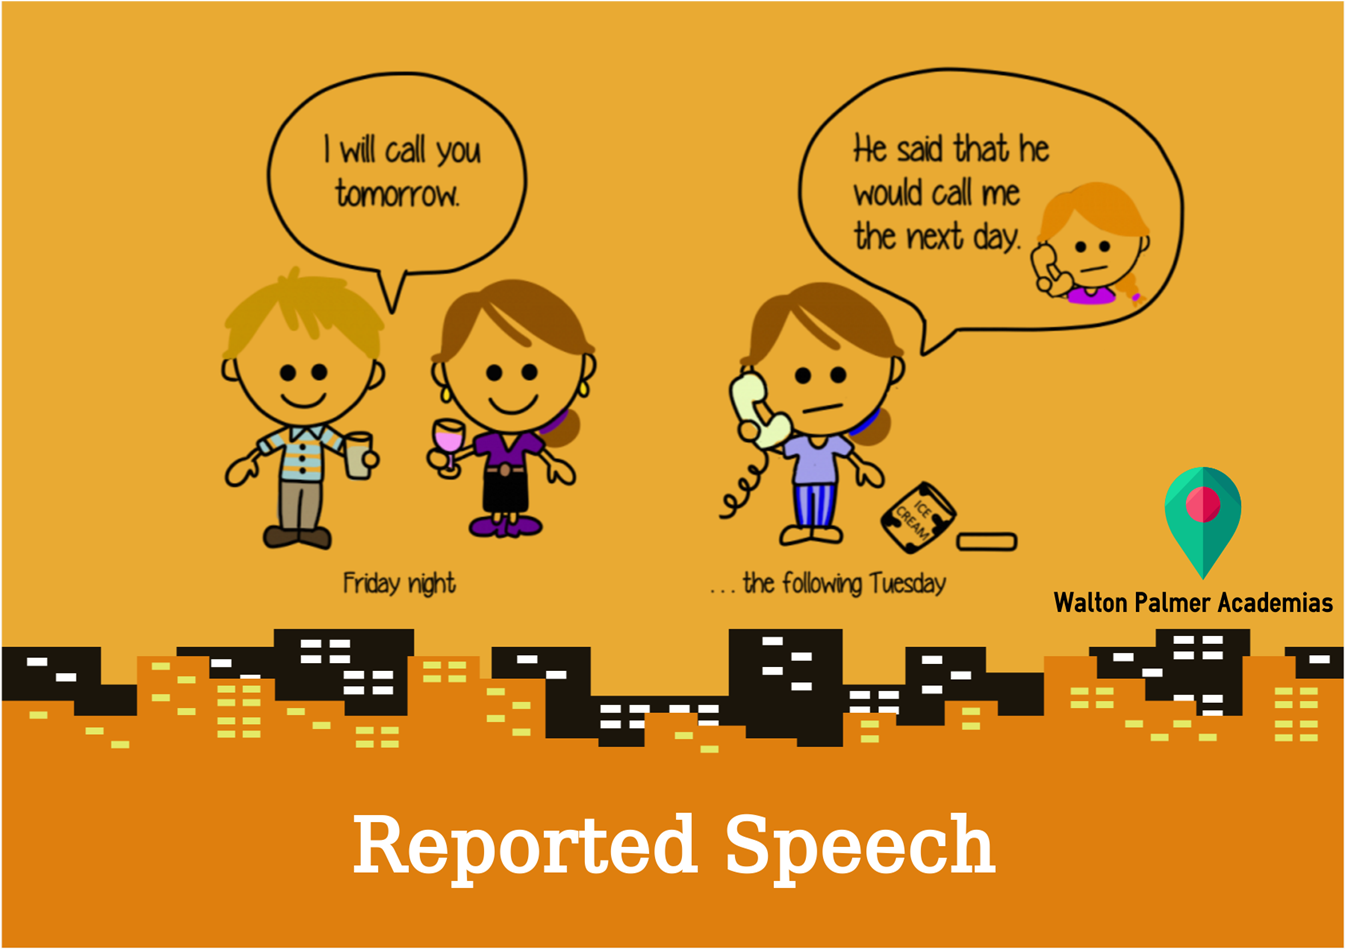 I will call you
tomorrow.
He said that he
would call me
the next day.
ICE
CREAM
Friday night
... the following Tuesday
Walton Palmer Academias
Reported Speech